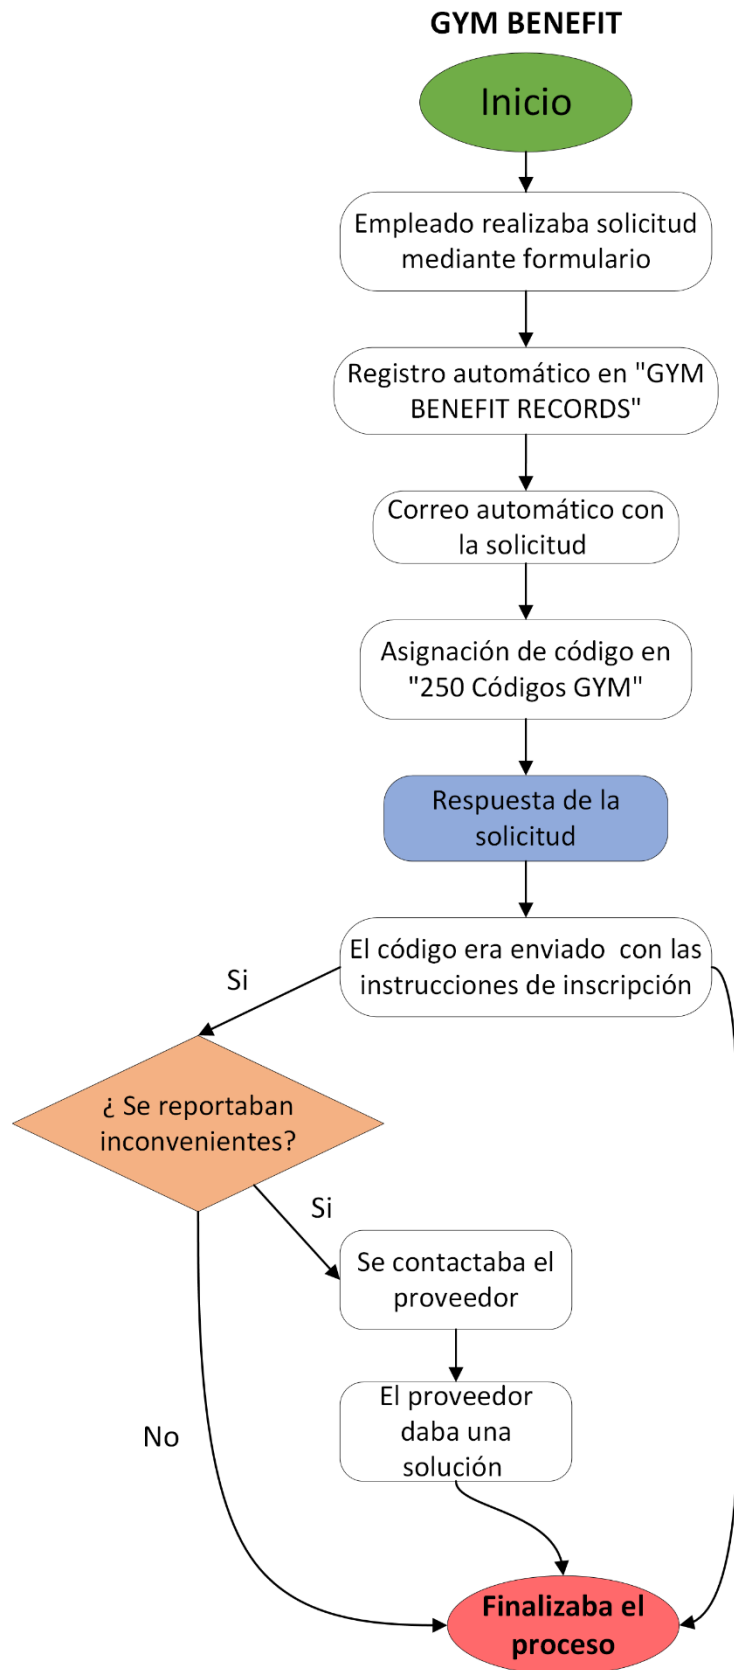 GYM BENEFIT
Inicio
Empleado realizaba solicitud
mediante formulario
Registro automático en "GYM
BENEFIT RECORDS"
Correo automático con
la solicitud
Asignación de código en
"250 Códigos GYM"
Respuesta de la
solicitud
El código era enviado con las
instrucciones de inscripción
Si
¿ Se reportaban
inconvenientes?
Si
Se contactaba el
proveedor
El proveedor
daba una
solución
No
Finalizaba el
proceso